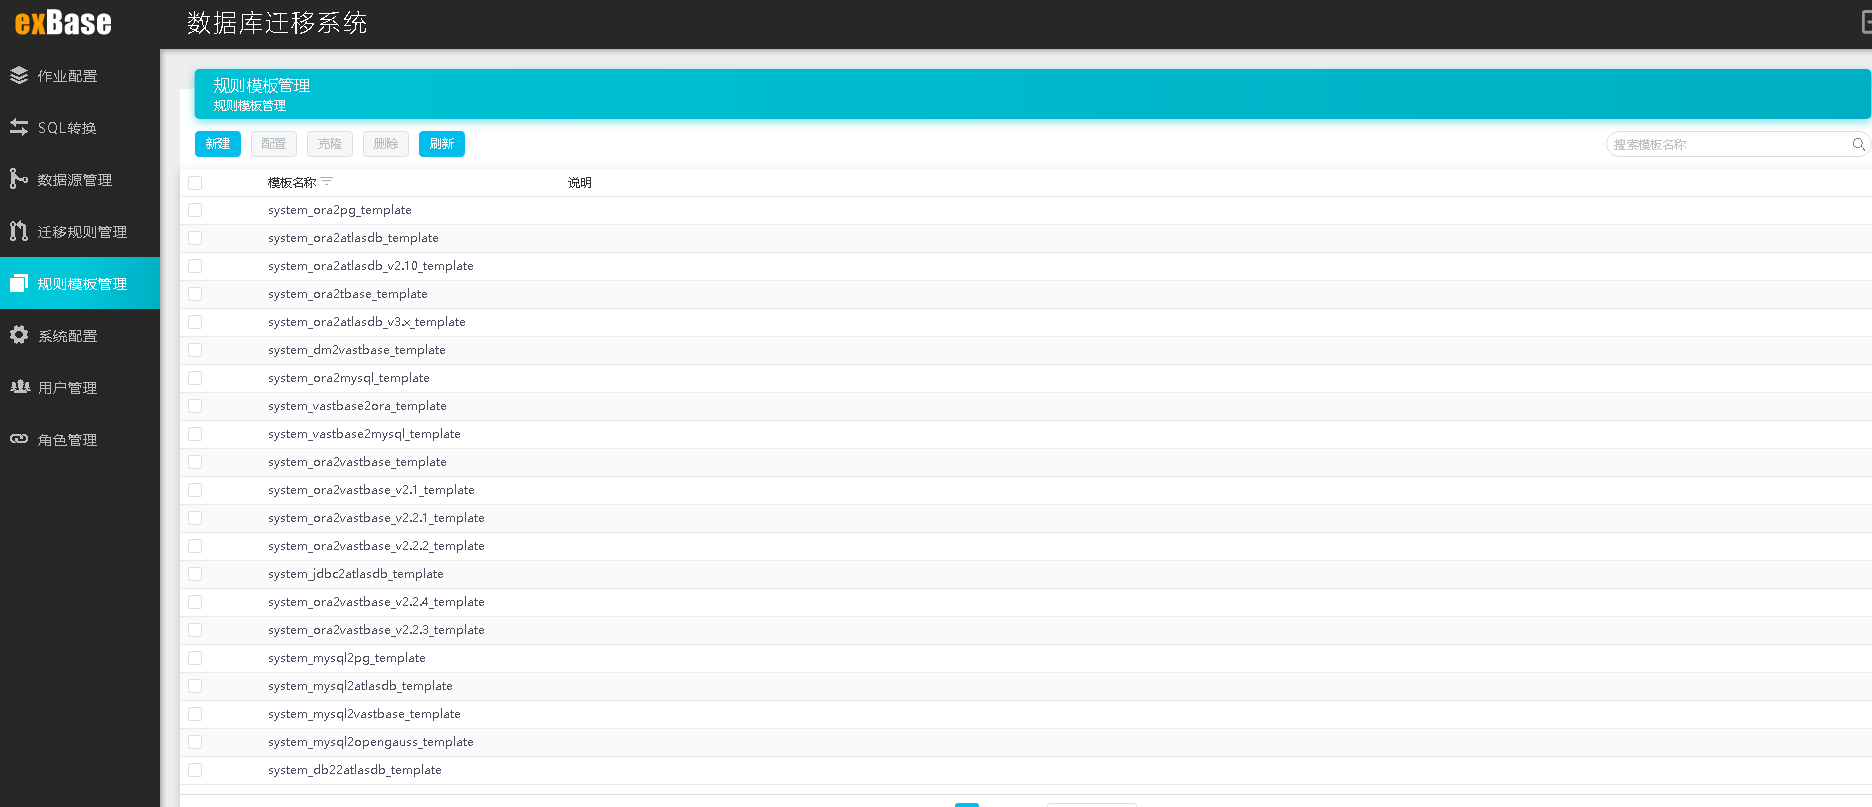 exBase
数据库迁移系统
作业配置
SQL转换
数据源管理
迁移规则管理
规则模板管理
系统配置
用户管理
角色管理
规则模板管理
规则模板管理
新建 配置 克隆 删除 刷新
搜索模板名称
模板名称 说明
system_ora2pg_template
system_ora2atlasdb_template
system_ora2atlasdb_v2.10_template
system_ora2tbase_template
system_ora2atlasdb_v3.x_template
system_dm2vastbase_template
system_ora2mysql_template
system_vastbase2ora_template
system_vastbase2mysql_template
system_ora2vastbase_template
system_ora2vastbase_v2.1_template
system_ora2vastbase_v2.2.1_template
system_ora2vastbase_v2.2.2_template
system_jdbc2atlasdb_template
system_ora2vastbase_v2.2.4_template
system_ora2vastbase_v2.2.3_template
system_mysql2pg_template
system_mysql2atlasdb_template
system_mysql2vastbase_template
system_mysql2opengauss_template
system_db22atlasdb_template